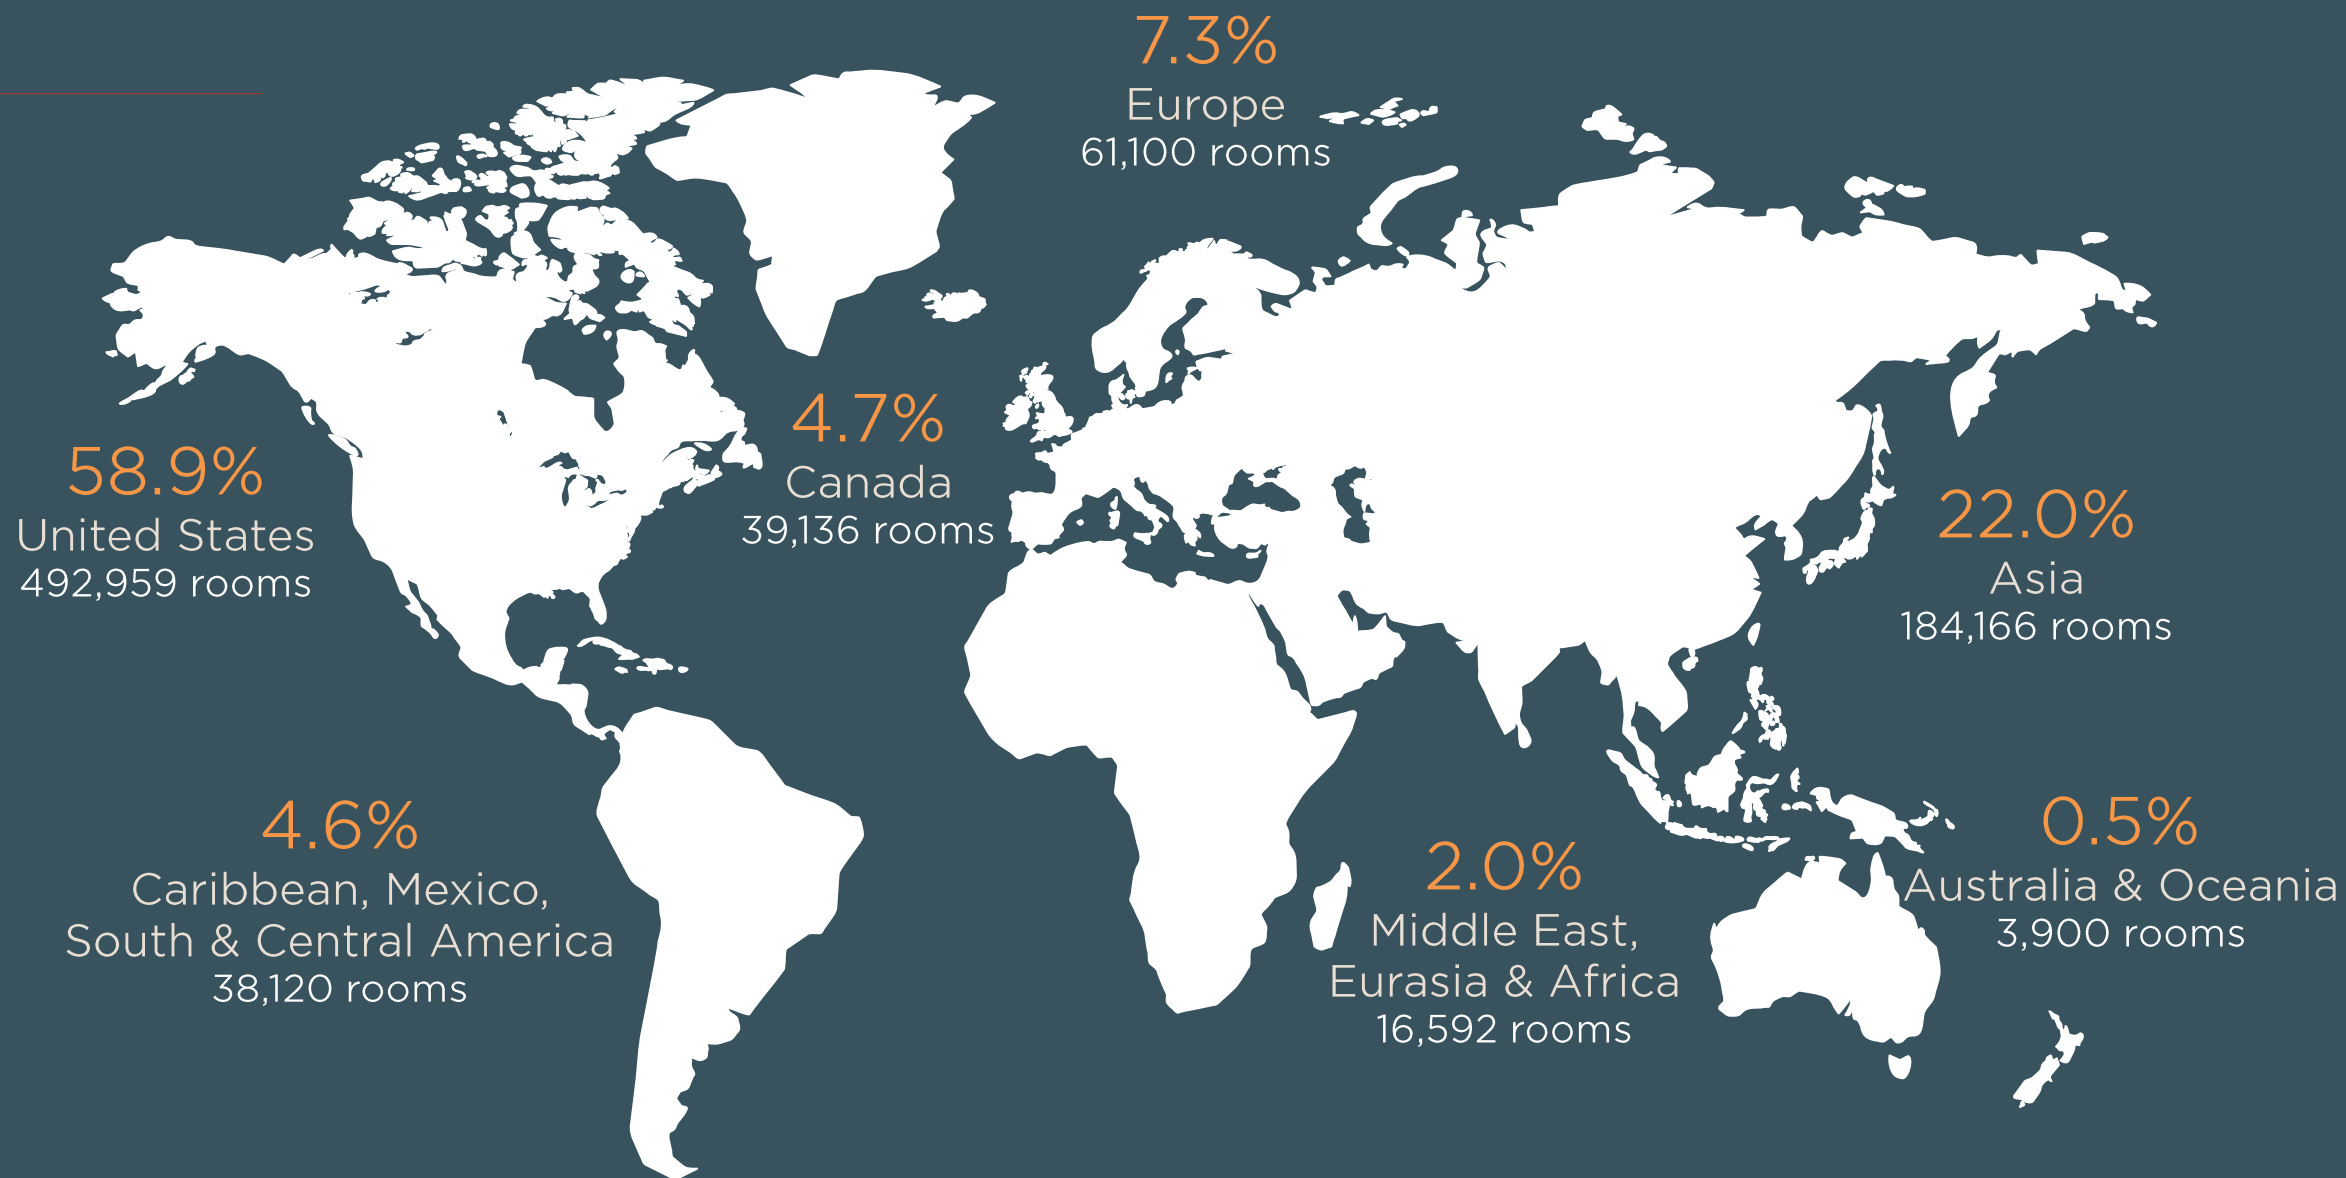 7.3%
Europe
61,100 rooms
4.7%
Canada
39,136 rooms
58.9%
United States
492,959 rooms
22.0%
Asia
184,166 rooms
4.6%
Caribbean, Mexico,
South & Central America
38,120 rooms
2.0%
Middle East,
Eurasia & Africa
16,592 rooms
0.5%
Australia & Oceania
3,900 rooms